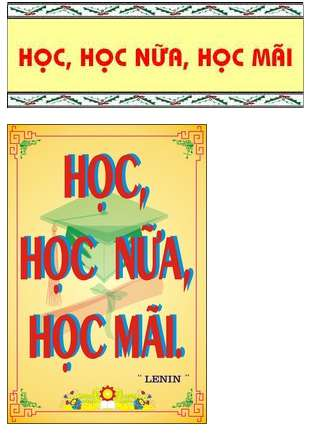 HỌC, HỌC NỮA, HỌC MÃI
HỌC,
HỌC NỮA,
HỌC MÃI.
" LENIN "